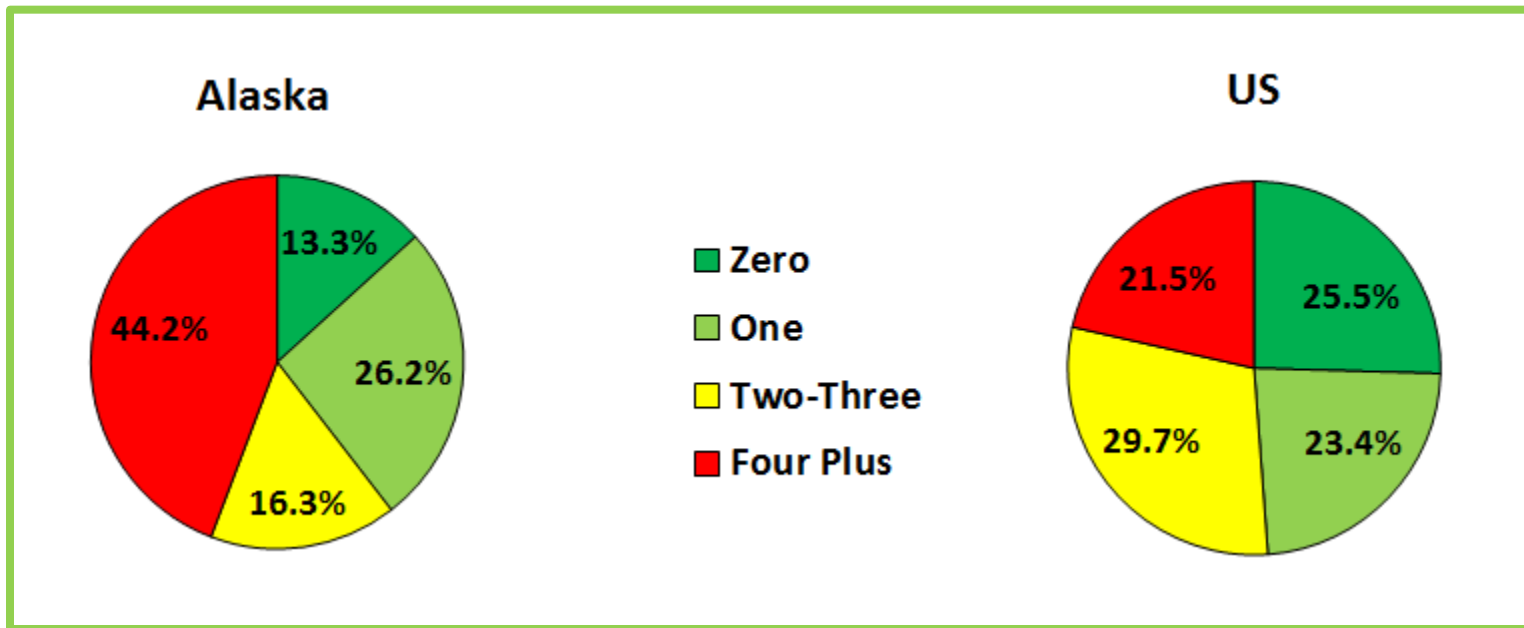 Alaska
13.3%
26.2%
16.3%
44.2%
Zero
One
Two-Three
Four Plus
US
25.5%
23.4%
29.7%
21.5%